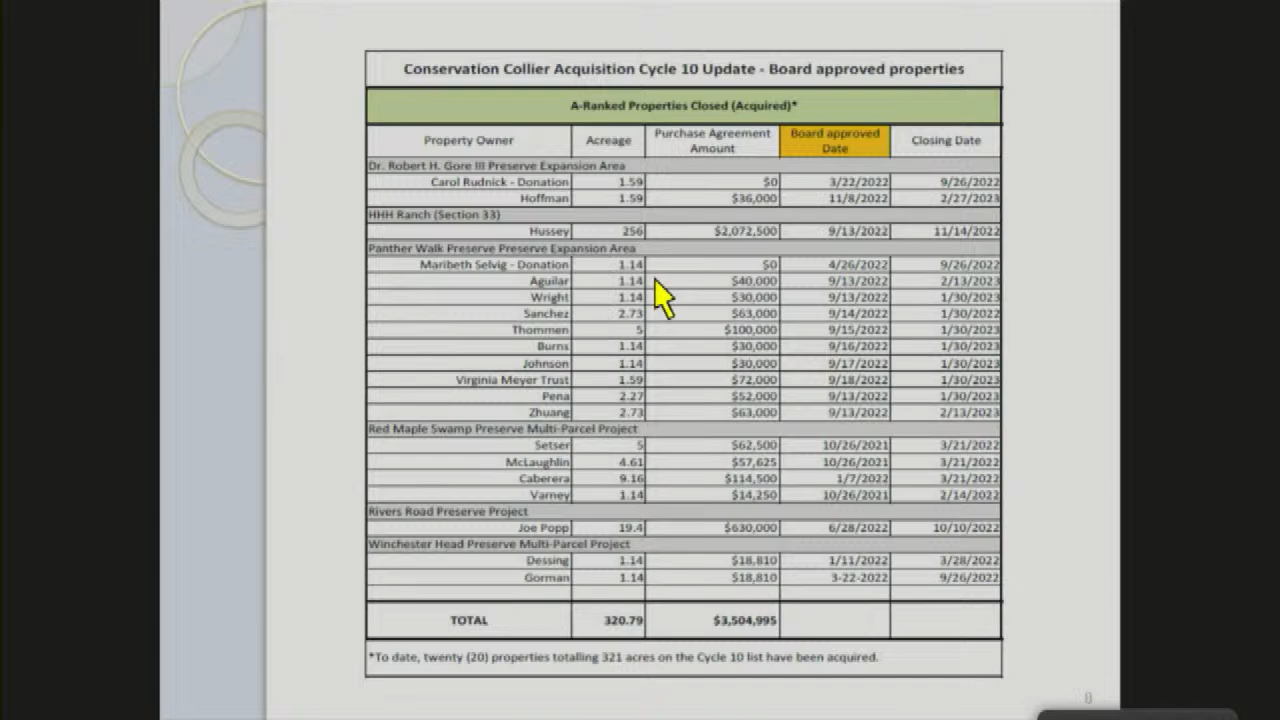 Conservation Collier Acquisition Cycle 10 Update - Board approved properties
A-Ranked Properties Closed (Acquired)*
Property Owner Acreage Purchase Agreement Amount Board approved Date Closing Date
Dr. Robert H. Gore III Preserve Expansion Area
Carol Rudnick - Donation 1.59 $0 3/22/2022 9/26/2022
Hoffman 1.59 $36,000 11/8/2022 2/27/2023
HHH Ranch (Section 33)
Hussey 256 $2,072,500 9/13/2022 11/14/2022
Panther Walk Preserve Preserve Expansion Area
Maribeth Selvig - Donation 1.14 $0 4/26/2022 9/26/2022
Aguilar 1.14 $40,000 9/13/2022 2/13/2023
Wright 1.14 $30,000 9/13/2022 1/30/2023
Sanchez 2.73 $63,000 9/14/2022 1/30/2022
Thommen 5 $100,000 9/15/2022 1/30/2023
Burns 1.14 $30,000 9/16/2022 1/30/2023
Johnson 1.14 $30,000 9/17/2022 1/30/2023
Virginia Meyer Trust 1.59 $72,000 9/18/2022 1/30/2023
Pena 2.27 $52,000 9/13/2022 1/30/2023
Zhuang 2.73 $63,000 9/13/2022 2/13/2023
Red Maple Swamp Preserve Multi-Parcel Project
Setser 5 $62,500 10/26/2021 3/21/2022
McLaughlin 4.61 $57,625 10/26/2021 3/21/2022
Caberera 9.16 $114,500 1/7/2022 3/21/2022
Varney 1.14 $14,250 10/26/2021 2/14/2022
Rivers Road Preserve Project
Joe Popp 19.4 $630,000 6/28/2022 10/10/2022
Winchester Head Preserve Multi-Parcel Project
Dessing 1.14 $18,810 1/11/2022 3/28/2022
Gorman 1.14 $18,810 3-22-2022 9/26/2022
TOTAL 320.79 $3,504,995
*To date, twenty (20) properties totalling 321 acres on the Cycle 10 list have been acquired.